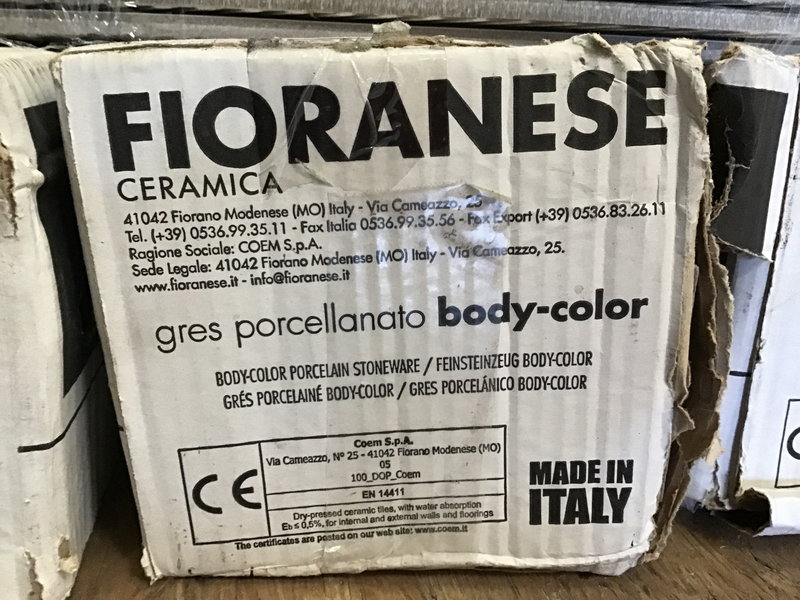 FIORANESE
CERAMICA
41042 Fiorano Modenese (MO) Italy - Via Cameazzo, 25
Tel. (+39) 0536.99.35.11 - Fax Italia 0536.99.35.56 - Fax Export (+39) 0536.83.26.11
Ragione Sociale: COEM S.p.A.
Sede Legale: 41042 Fiorano Modenese (MO) Italy - Via Cameazzo, 25.
www.fioranese.it - info@fioranese.it
gres porcellanato body-color
BODY-COLOR PORCELAIN STONEWARE / FEINSTEINZEUG BODY-COLOR
GRÉS PORCELAINÉ BODY-COLOR / GRES PORCELÁNICO BODY-COLOR
CE
Coem S.p.A.
Via Cameazzo, Nº 25 - 41042 Fiorano Modenese (MO)
05
100_DOP_Coem
EN 14411
Dry-pressed ceramic tiles, with water absorption
Eb ≤ 0,5%, for internal and external walls and floorings
The certificates are posted on our web site: www.coem.it
MADE IN
ITALY